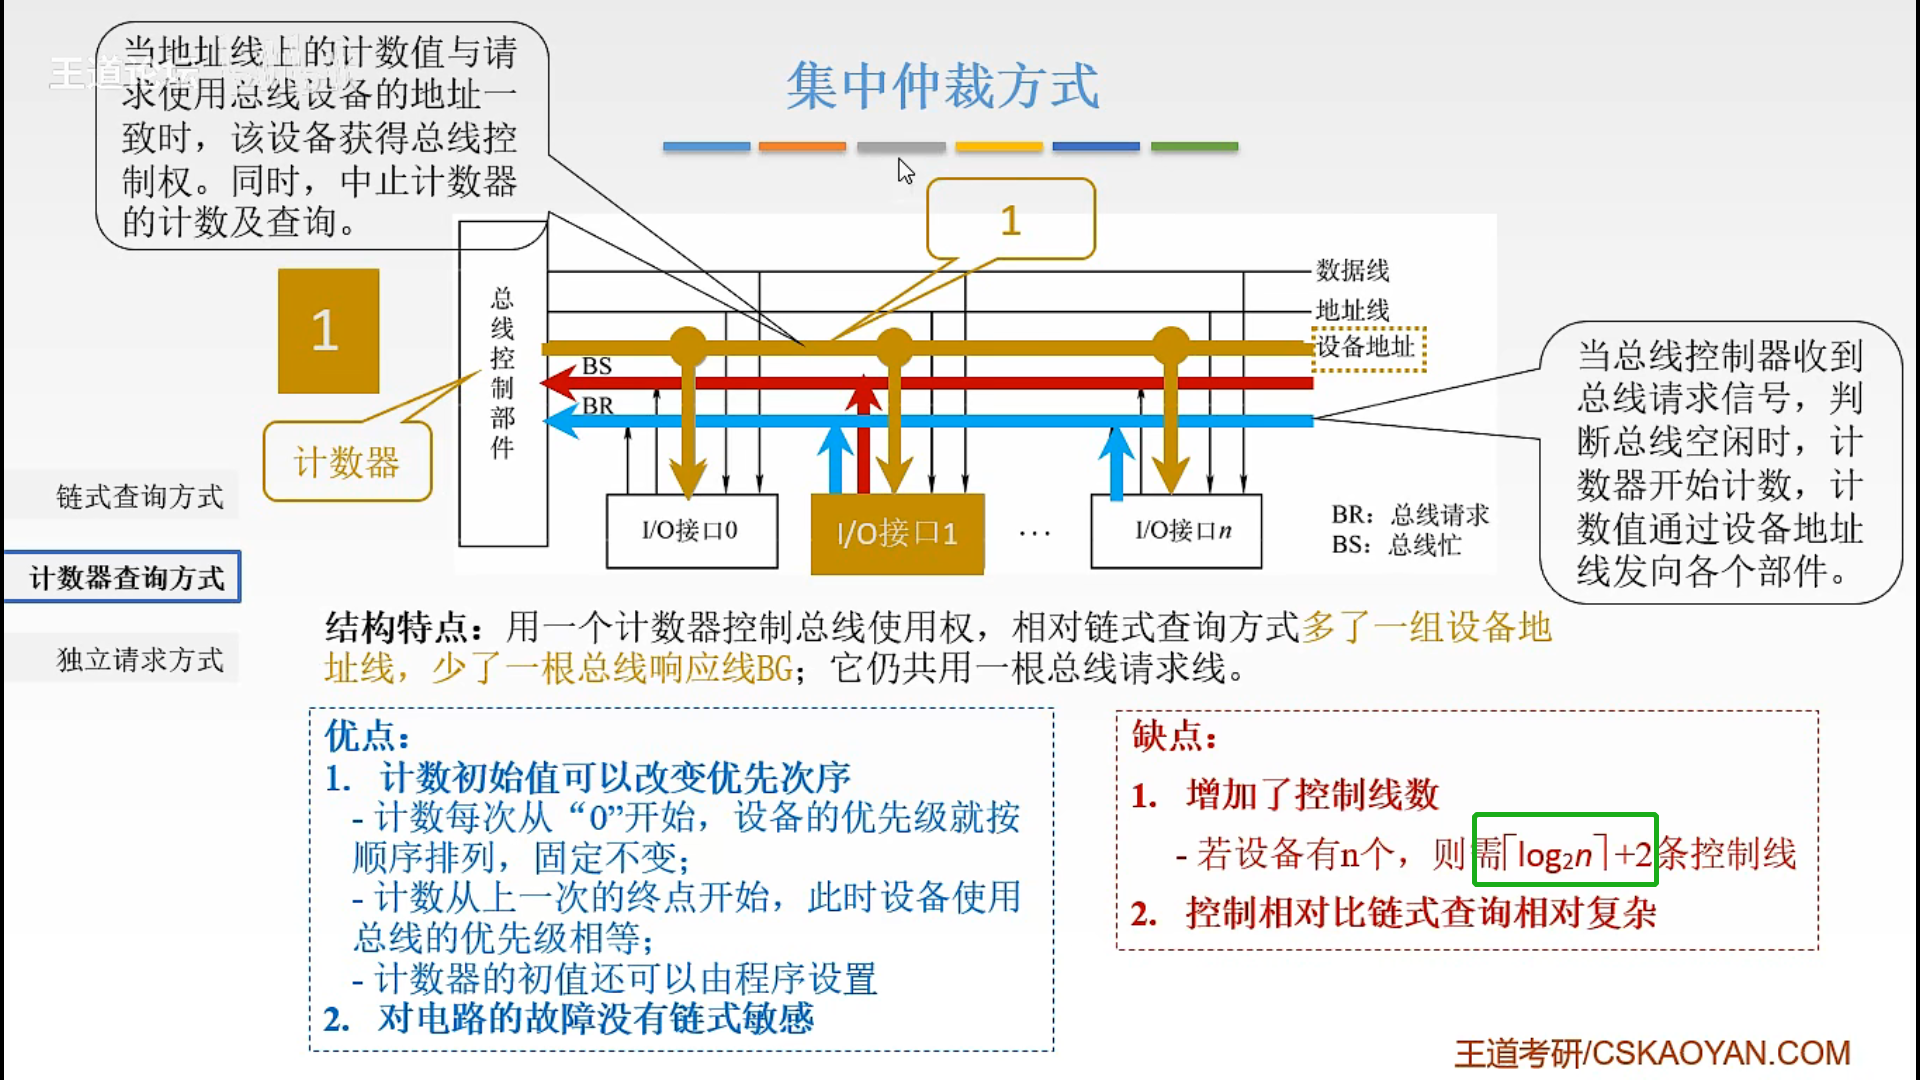 王道论坛
当地址线上的计数值与请
求使用总线设备的地址一
致时，该设备获得总线控
制权。同时，中止计数器
的计数及查询。
集中仲裁方式
1
1
计数器
总线控制部件
数据线
地址线
设备地址
BS
BR
I/O接口0
I/O接口1
…
I/O接口n
BR：总线请求
BS：总线忙
当总线控制器收到
总线请求信号，判
断总线空闲时，计
数器开始计数，计
数值通过设备地址
线发向各个部件。
链式查询方式
计数器查询方式
独立请求方式
结构特点：用一个计数器控制总线使用权，相对链式查询方式多了一组设备地
址线，少了一根总线响应线BG；它仍共用一根总线请求线。
优点：
1. 计数初始值可以改变优先次序
- 计数每次从“0”开始，设备的优先级就按
顺序排列，固定不变；
- 计数从上一次的终点开始，此时设备使用
总线的优先级相等；
- 计数器的初值还可以由程序设置
2. 对电路的故障没有链式敏感
缺点：
1. 增加了控制线数
- 若设备有n个，则需⌈log₂n⌉+2条控制线
2. 控制相对比链式查询相对复杂
王道考研/CSKAOYAN.COM